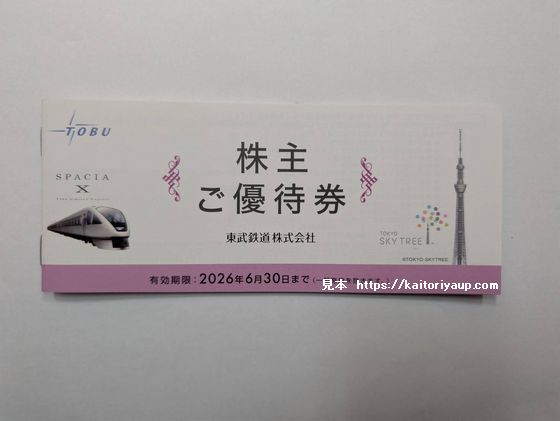 TOBU
SPACIA
X
株主
ご優待券
東武鉄道株式会社
TOKYO
SKYTREE
©TOKYO SKYTREE
有効期限：2026年6月30日まで(一
見本 https://kaitoriyaup.com